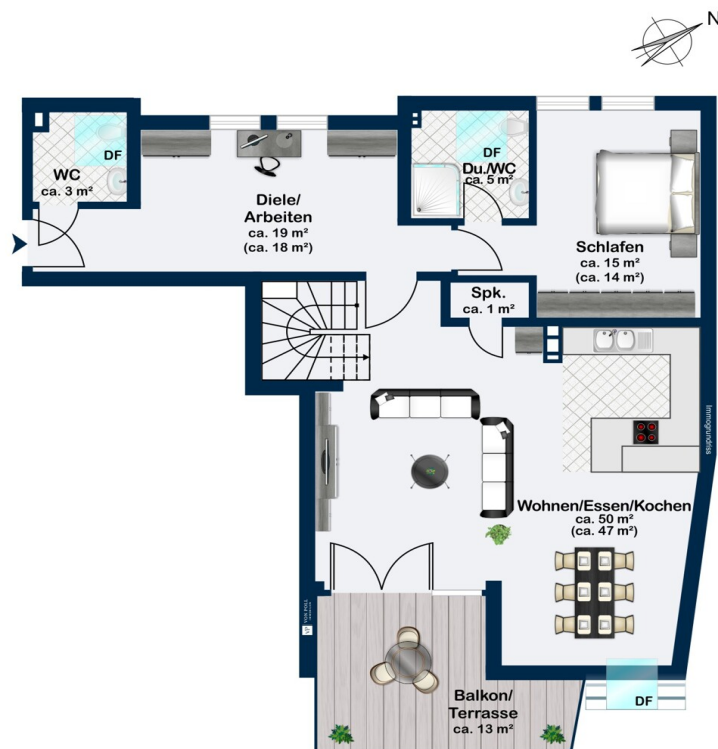 N
WC
ca. 3 m²
DF
Diele/
Arbeiten
ca. 19 m²
(ca. 18 m²)
DF
Du./WC
ca. 5 m²
Schlafen
ca. 15 m²
(ca. 14 m²)
Spk.
ca. 1 m²
Immogrundriss
Wohnen/Essen/Kochen
ca. 50 m²
(ca. 47 m²)
VON POLL
Balkon/
Terrasse
ca. 13 m²
DF